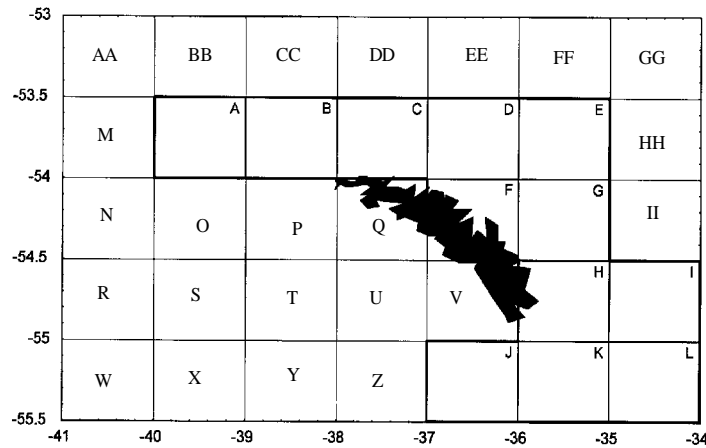 -53
AA BB CC DD EE FF GG
-53.5
A B C D E
M HH
-54
F G
N O P Q II
-54.5
H I
R S T U V
-55
J K L
W X Y Z
-55.5
-41 -40 -39 -38 -37 -36 -35 -34